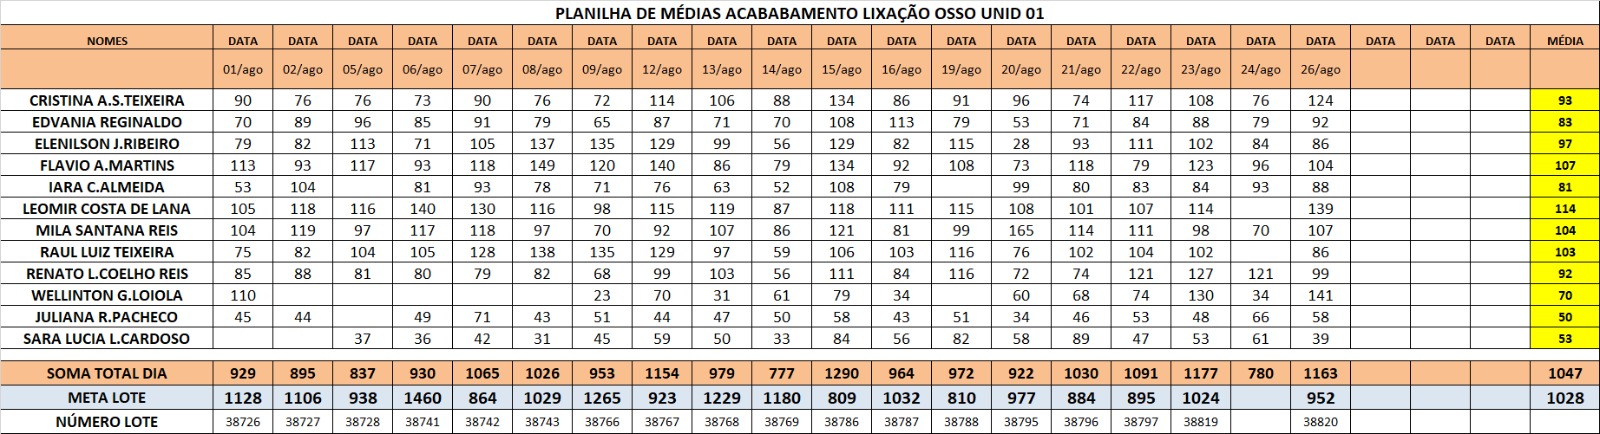 PLANILHA DE MÉDIAS ACABABAMENTO LIXAÇÃO OSSO UNID 01
NOMES DATA DATA DATA DATA DATA DATA DATA DATA DATA DATA DATA DATA DATA DATA DATA DATA DATA DATA DATA DATA DATA DATA MÉDIA
01/ago 02/ago 05/ago 06/ago 07/ago 08/ago 09/ago 12/ago 13/ago 14/ago 15/ago 16/ago 19/ago 20/ago 21/ago 22/ago 23/ago 24/ago 26/ago
CRISTINA A.S.TEIXEIRA 90 76 76 73 90 76 72 114 106 88 134 86 91 96 74 117 108 76 124 93
EDVANIA REGINALDO 70 89 96 85 91 79 65 87 71 70 108 113 79 53 71 84 88 79 92 83
ELENILSON J.RIBEIRO 79 82 113 71 105 137 135 129 99 56 129 82 115 28 93 111 102 84 86 97
FLAVIO A.MARTINS 113 93 117 93 118 149 120 140 86 79 134 92 108 73 118 79 123 96 104 107
IARA C.ALMEIDA 53 104 81 93 78 71 76 63 52 108 79 99 80 83 84 93 88 81
LEOMIR COSTA DE LANA 105 118 116 140 130 116 98 115 119 87 118 111 115 108 101 107 114 139 114
MILA SANTANA REIS 104 119 97 117 118 97 70 92 107 86 121 81 99 165 114 111 98 70 107 104
RAUL LUIZ TEIXEIRA 75 82 104 105 128 138 135 129 97 59 106 103 116 76 102 104 102 86 103
RENATO L.COELHO REIS 85 88 81 80 79 82 68 99 103 56 111 84 116 72 74 121 127 121 99 92
WELLINTON G.LOIOLA 110 23 70 31 61 79 34 60 68 74 130 34 141 70
JULIANA R.PACHECO 45 44 49 71 43 51 44 47 50 58 43 51 34 46 53 48 66 58 50
SARA LUCIA L.CARDOSO 37 36 42 31 45 59 50 33 84 56 82 58 89 47 53 61 39 53
SOMA TOTAL DIA 929 895 837 930 1065 1026 953 1154 979 777 1290 964 972 922 1030 1091 1177 780 1163 1047
META LOTE 1128 1106 938 1460 864 1029 1265 923 1229 1180 809 1032 810 977 884 895 1024 952 1028
NÚMERO LOTE 38726 38727 38728 38741 38742 38743 38766 38767 38768 38769 38786 38787 38788 38795 38796 38797 38819 38820